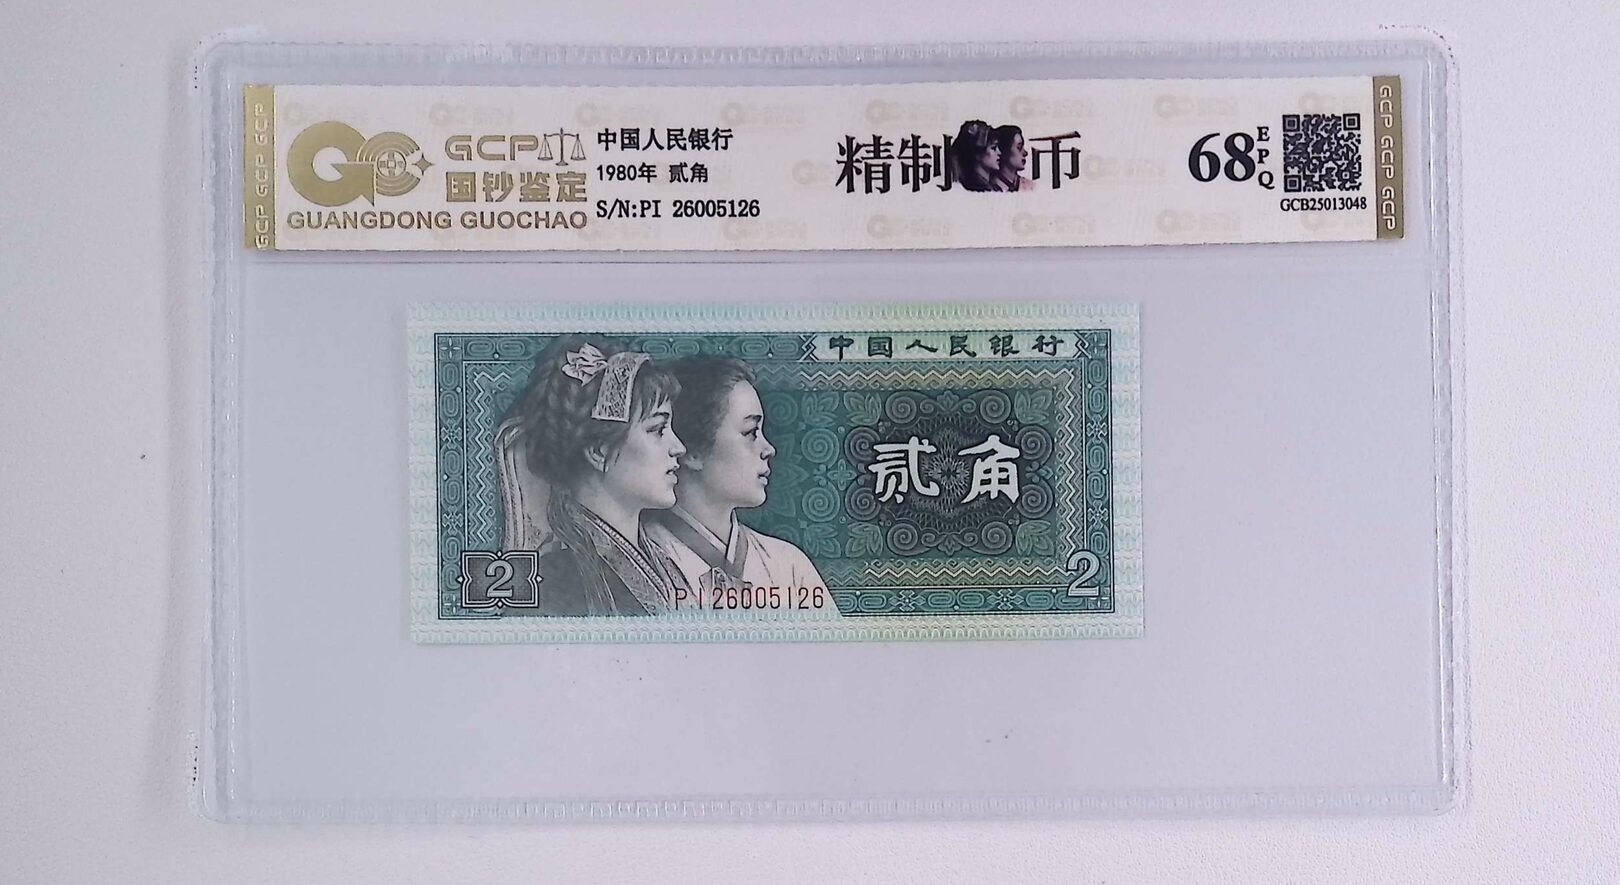 GCP
国钞鉴定
GUANGDONG GUOCHAO
中国人民银行
1980年 贰角
S/N:PI 26005126
精制币
68
EPQ
GCB25013048
GCP GCP GCP
GCP GCP GCP
中国人民银行
贰角
2
2
PI26005126